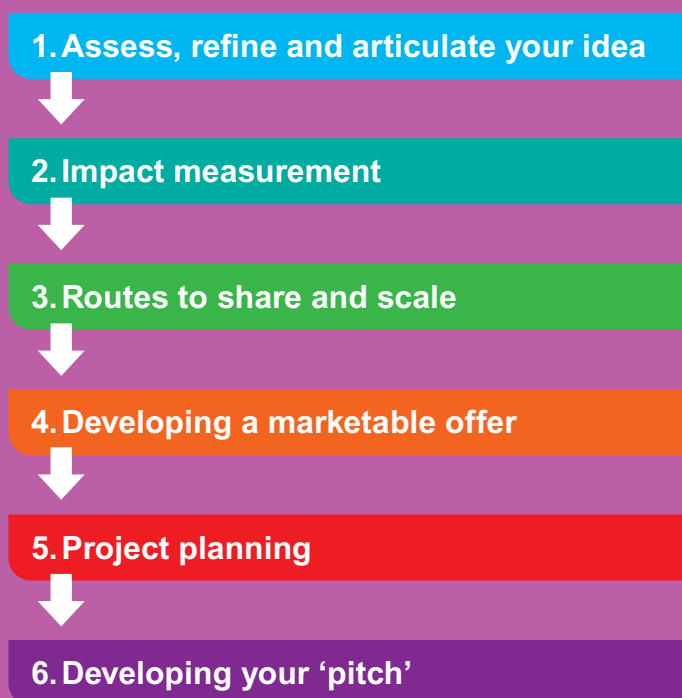 1. Assess, refine and articulate your idea
2. Impact measurement
3. Routes to share and scale
4. Developing a marketable offer
5. Project planning
6. Developing your ‘pitch’